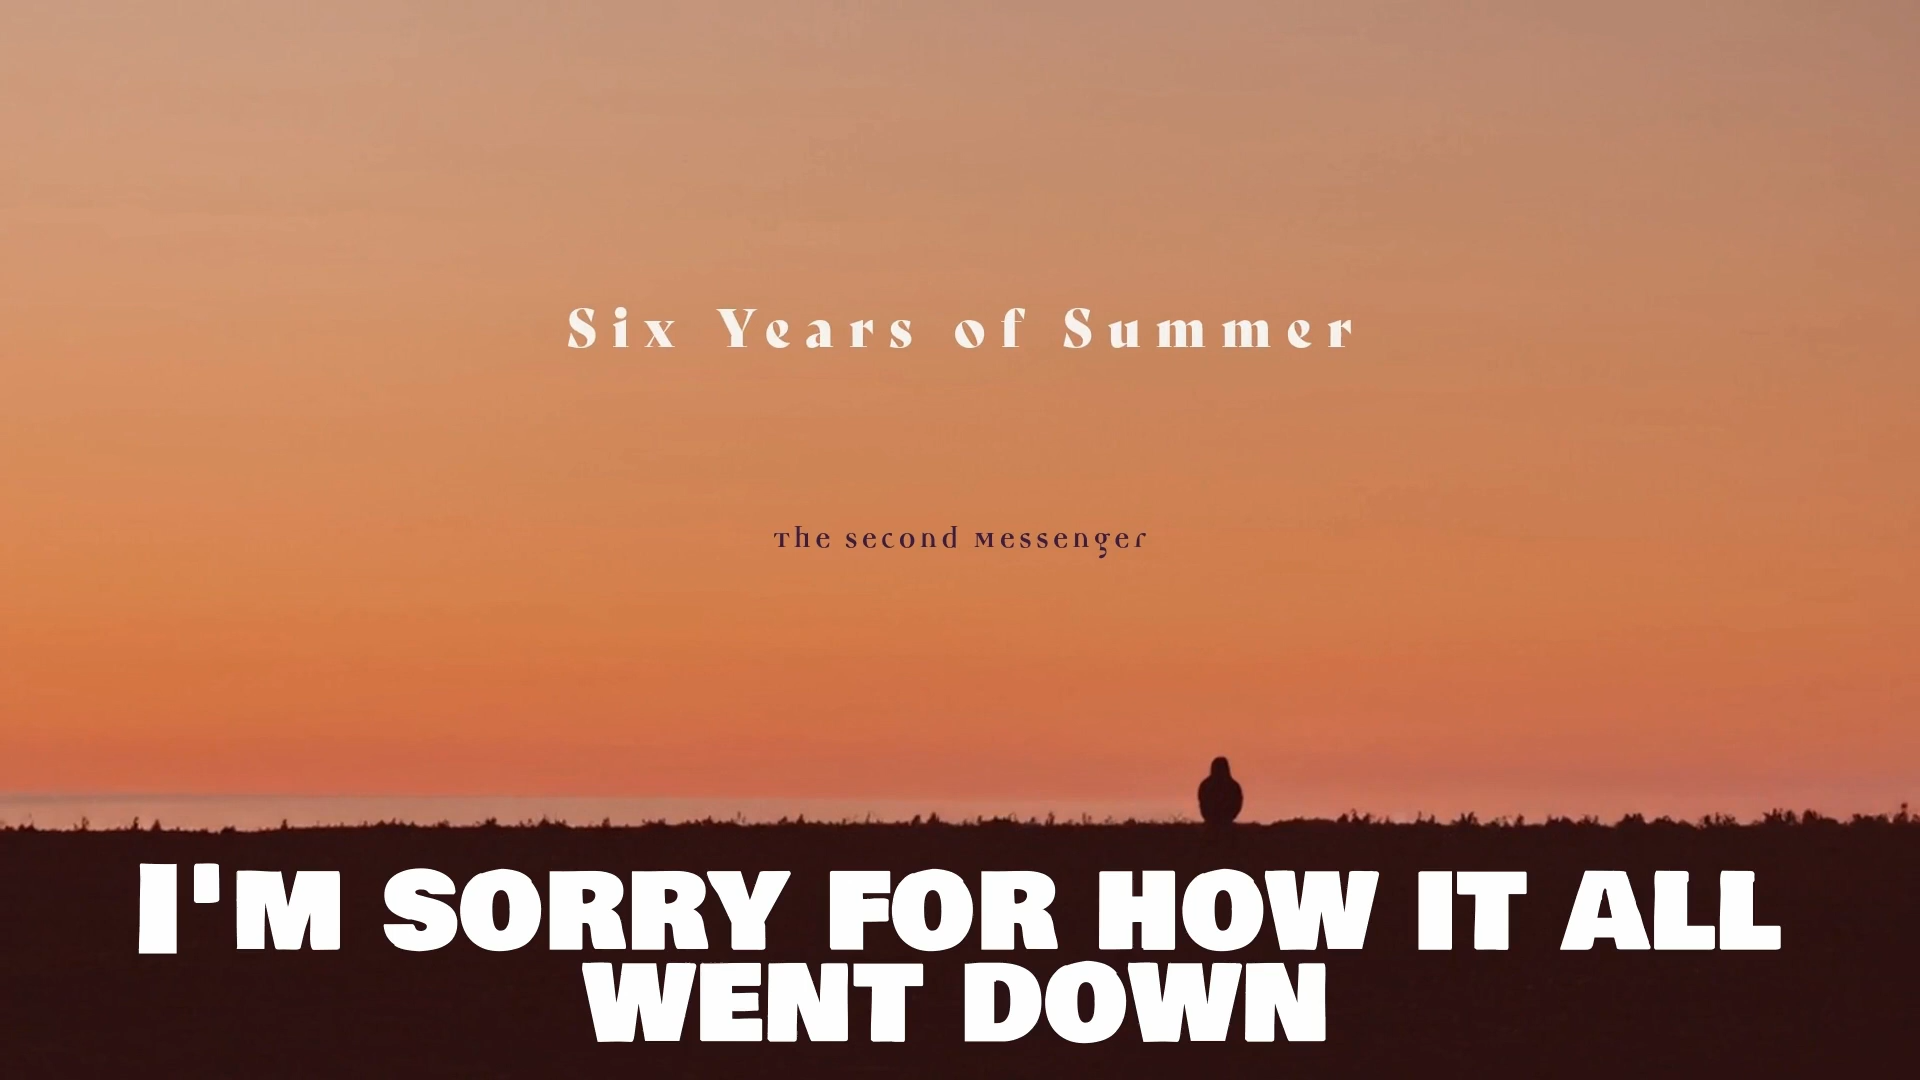 Six Years of Summer
The second Messenger
I'M SORRY FOR HOW IT ALL
WENT DOWN